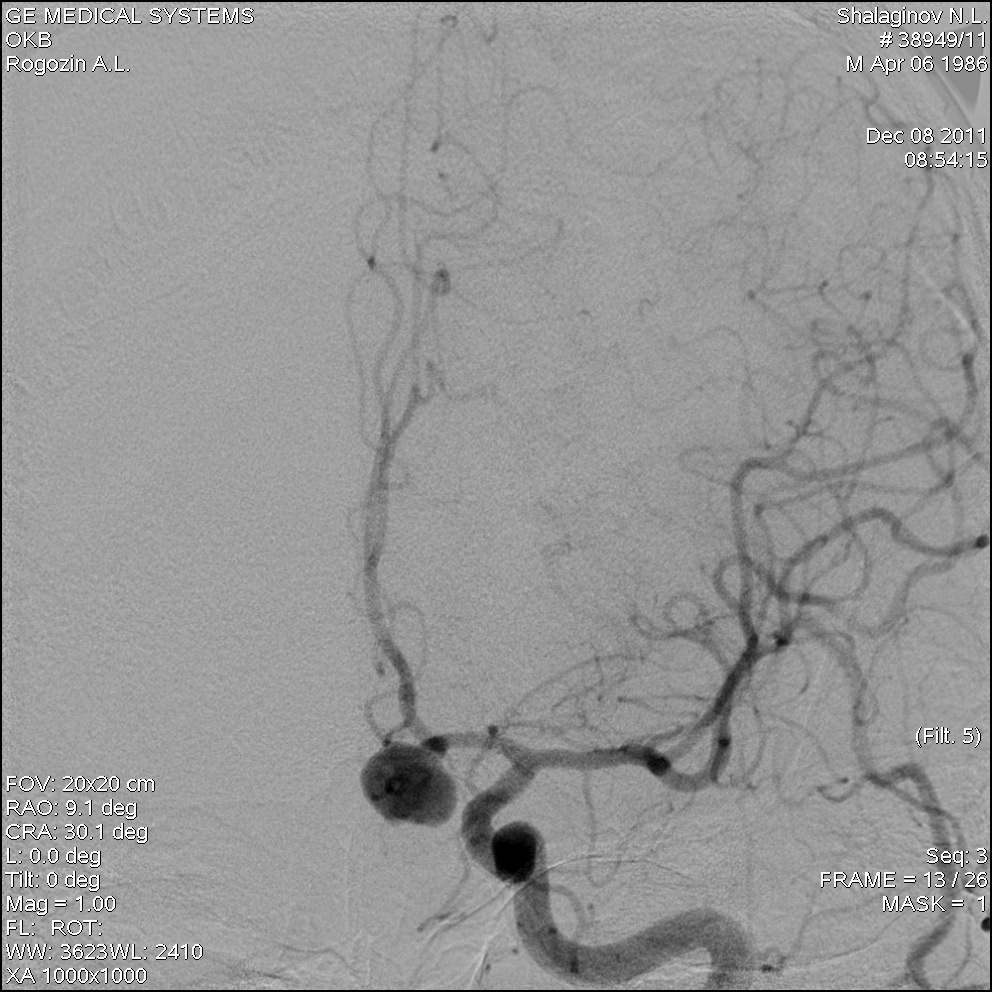 GE MEDICAL SYSTEMS
OKB
Rogozin A.L.
Shalaginov N.L.
# 38949/11
M Apr 06 1986
Dec 08 2011
08:54:15
(Filt. 5)
FOV: 20x20 cm
RAO: 9.1 deg
CRA: 30.1 deg
L: 0.0 deg
Tilt: 0 deg
Mag = 1.00
FL: ROT:
WW: 3623WL: 2410
XA 1000x1000
Seq: 3
FRAME = 13 / 26
MASK = 1